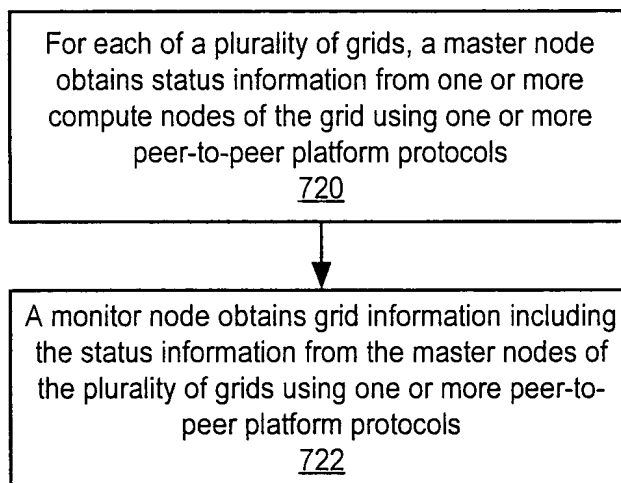 For each of a plurality of grids, a master node
obtains status information from one or more
compute nodes of the grid using one or more
peer-to-peer platform protocols
720
A monitor node obtains grid information including
the status information from the master nodes of
the plurality of grids using one or more peer-to-
peer platform protocols
722